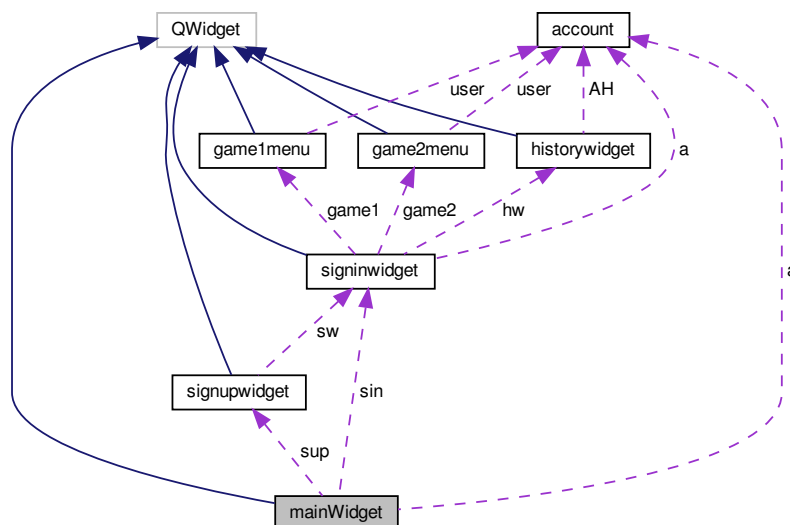 QWidget
account
user
user
AH
game1menu
game2menu
historywidget
a
game1
game2
hw
signinwidget
a
sw
signupwidget
sin
sup
mainWidget